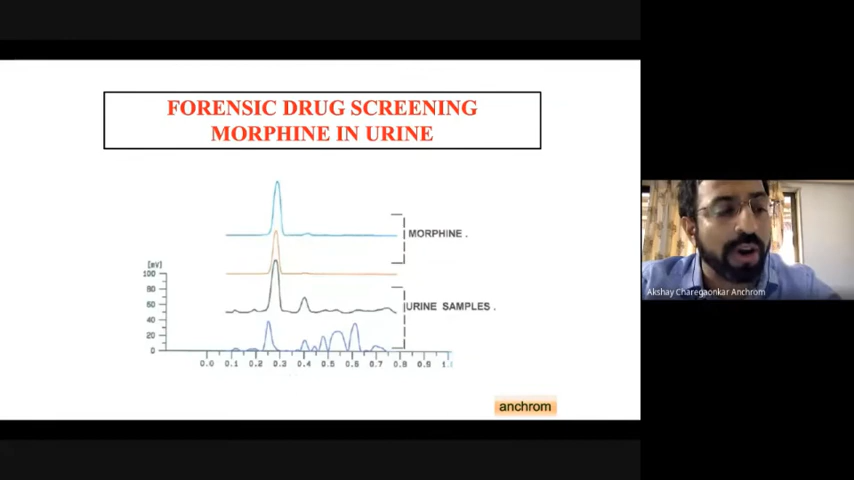 FORENSIC DRUG SCREENING
MORPHINE IN URINE
MORPHINE .
[mV]
100
80
60
40
20
0
URINE SAMPLES .
0.0 0.1 0.2 0.3 0.4 0.5 0.6 0.7 0.8 0.9 1.0
anchrom
Akshay Charegaonkar Anchrom